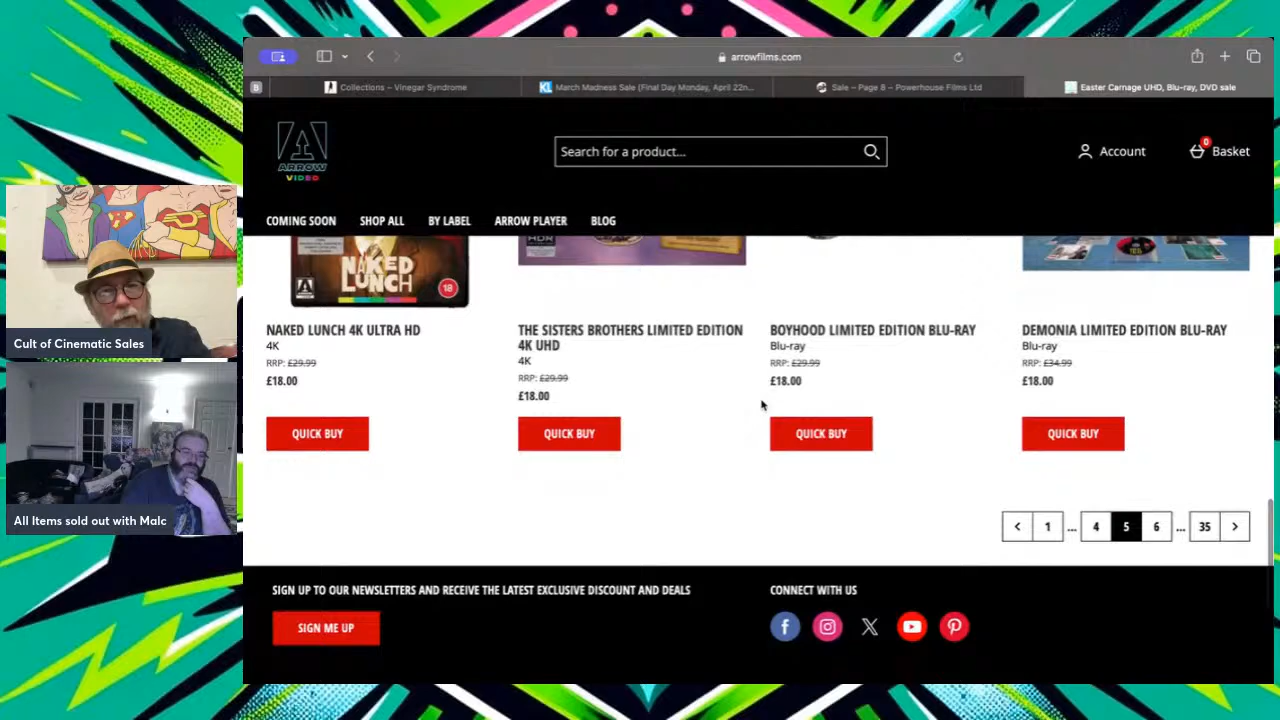 arrowfilms.com
B
Collections – Vinegar Syndrome
KL
March Madness Sale (Final Day Monday, April 22n...
Sale – Page 8 – Powerhouse Films Ltd
Easter Carnage UHD, Blu-ray, DVD sale
ARROW
VIDEO
Search for a product...
Account
0
Basket
COMING SOON
SHOP ALL
BY LABEL
ARROW PLAYER
BLOG
NAKED
LUNCH
18
HDR
NAKED LUNCH 4K ULTRA HD
4K
RRP: £29.99
£18.00
QUICK BUY
THE SISTERS BROTHERS LIMITED EDITION
4K UHD
4K
RRP: £29.99
£18.00
QUICK BUY
BOYHOOD LIMITED EDITION BLU-RAY
Blu-ray
RRP: £29.99
£18.00
QUICK BUY
DEMONIA LIMITED EDITION BLU-RAY
Blu-ray
RRP: £34.99
£18.00
QUICK BUY
1 ... 4 5 6 ... 35
SIGN UP TO OUR NEWSLETTERS AND RECEIVE THE LATEST EXCLUSIVE DISCOUNT AND DEALS
SIGN ME UP
CONNECT WITH US
Cult of Cinematic Sales
All Items sold out with Malc